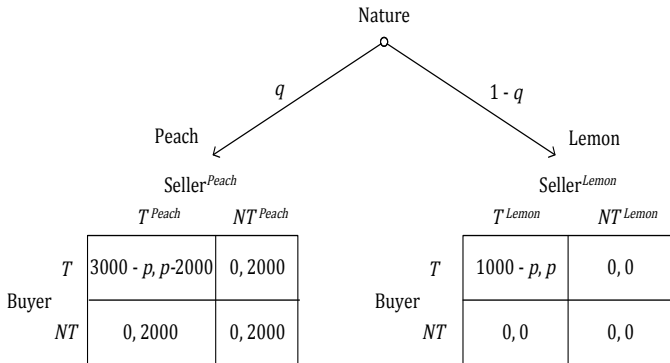 Nature
q 1 - q
Peach Lemon
Seller^Peach Seller^Lemon
T^Peach NT^Peach T^Lemon NT^Lemon
T 3000 - p, p-2000 0, 2000 T 1000 - p, p 0, 0
Buyer Buyer
NT 0, 2000 0, 2000 NT 0, 0 0, 0